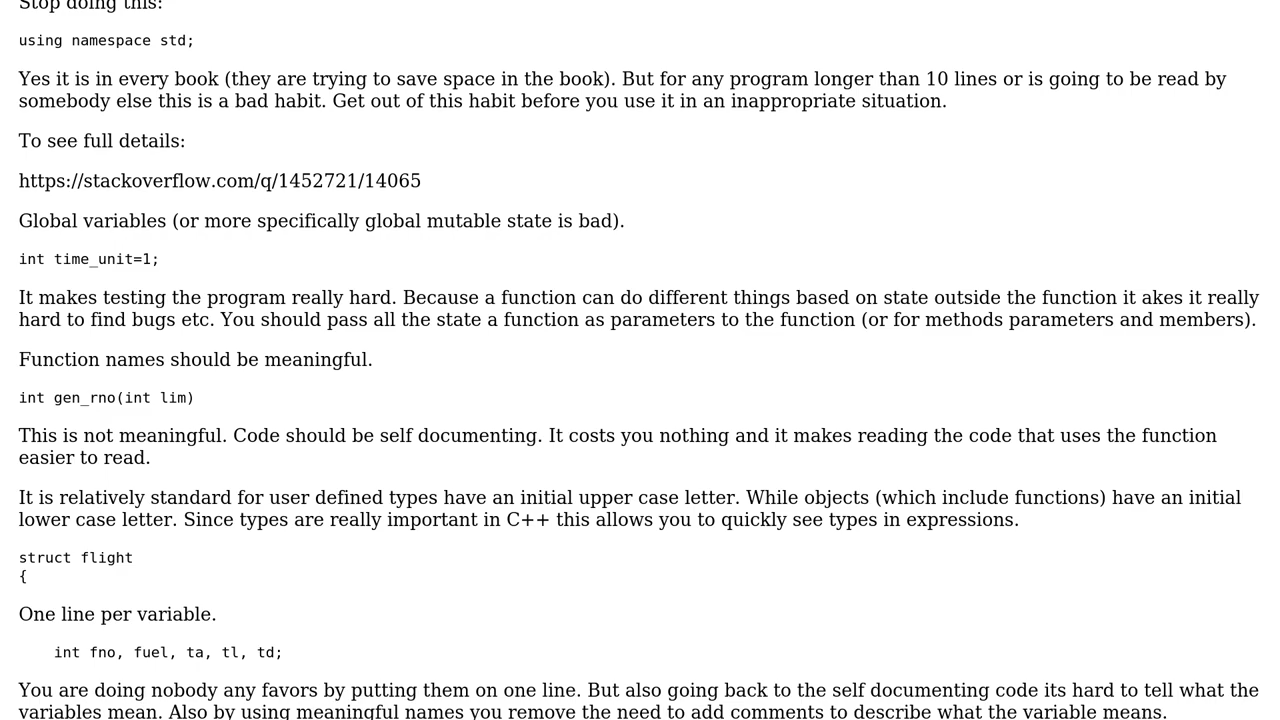 Stop doing this:
using namespace std;
Yes it is in every book (they are trying to save space in the book). But for any program longer than 10 lines or is going to be read by
somebody else this is a bad habit. Get out of this habit before you use it in an inappropriate situation.
To see full details:
https://stackoverflow.com/q/1452721/14065
Global variables (or more specifically global mutable state is bad).
int time_unit=1;
It makes testing the program really hard. Because a function can do different things based on state outside the function it akes it really
hard to find bugs etc. You should pass all the state a function as parameters to the function (or for methods parameters and members).
Function names should be meaningful.
int gen_rno(int lim)
This is not meaningful. Code should be self documenting. It costs you nothing and it makes reading the code that uses the function
easier to read.
It is relatively standard for user defined types have an initial upper case letter. While objects (which include functions) have an initial
lower case letter. Since types are really important in C++ this allows you to quickly see types in expressions.
struct flight
{
One line per variable.
int fno, fuel, ta, tl, td;
You are doing nobody any favors by putting them on one line. But also going back to the self documenting code its hard to tell what the
variables mean. Also by using meaningful names you remove the need to add comments to describe what the variable means.